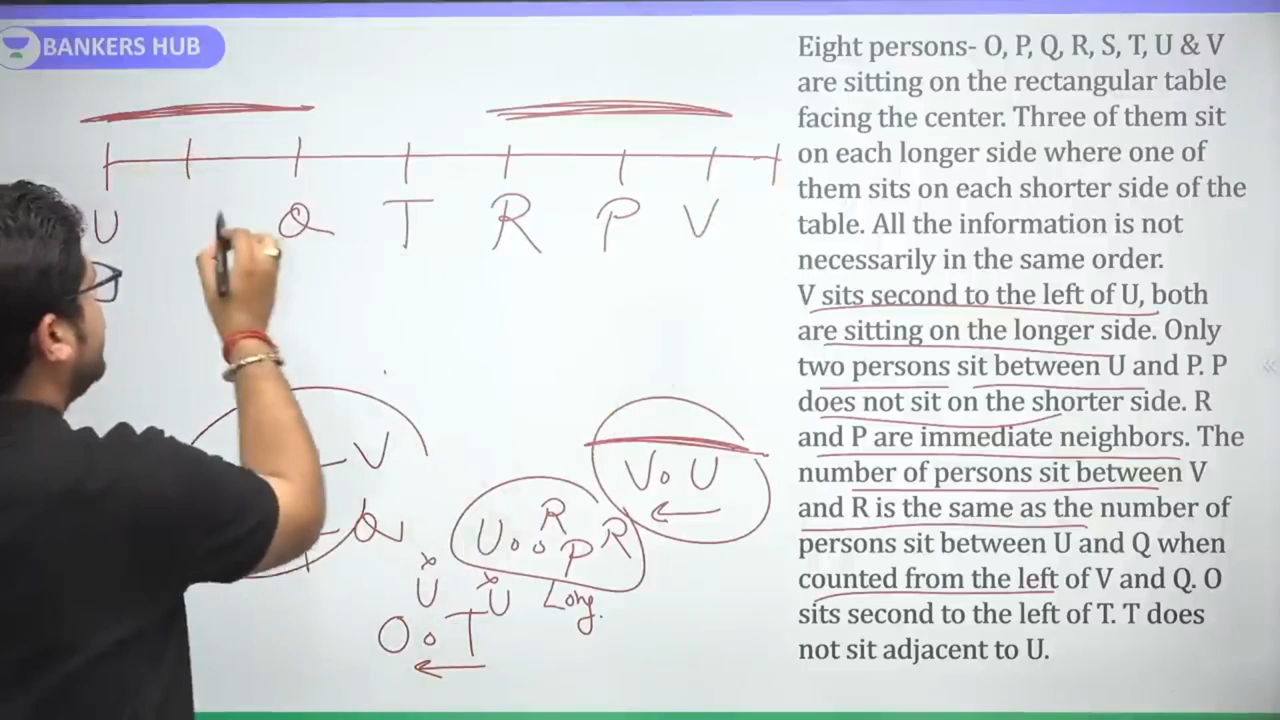 BANKERS HUB
Eight persons- O, P, Q, R, S, T, U & V
are sitting on the rectangular table
facing the center. Three of them sit
on each longer side where one of
them sits on each shorter side of the
table. All the information is not
necessarily in the same order.
V sits second to the left of U, both
are sitting on the longer side. Only
two persons sit between U and P. P
does not sit on the shorter side. R
and P are immediate neighbors. The
number of persons sit between V
and R is the same as the number of
persons sit between U and Q when
counted from the left of V and Q. O
sits second to the left of T. T does
not sit adjacent to U.
U Q T R P V
V
Q
V o U
R
U o o P R
Long.
x x
U U
O o T